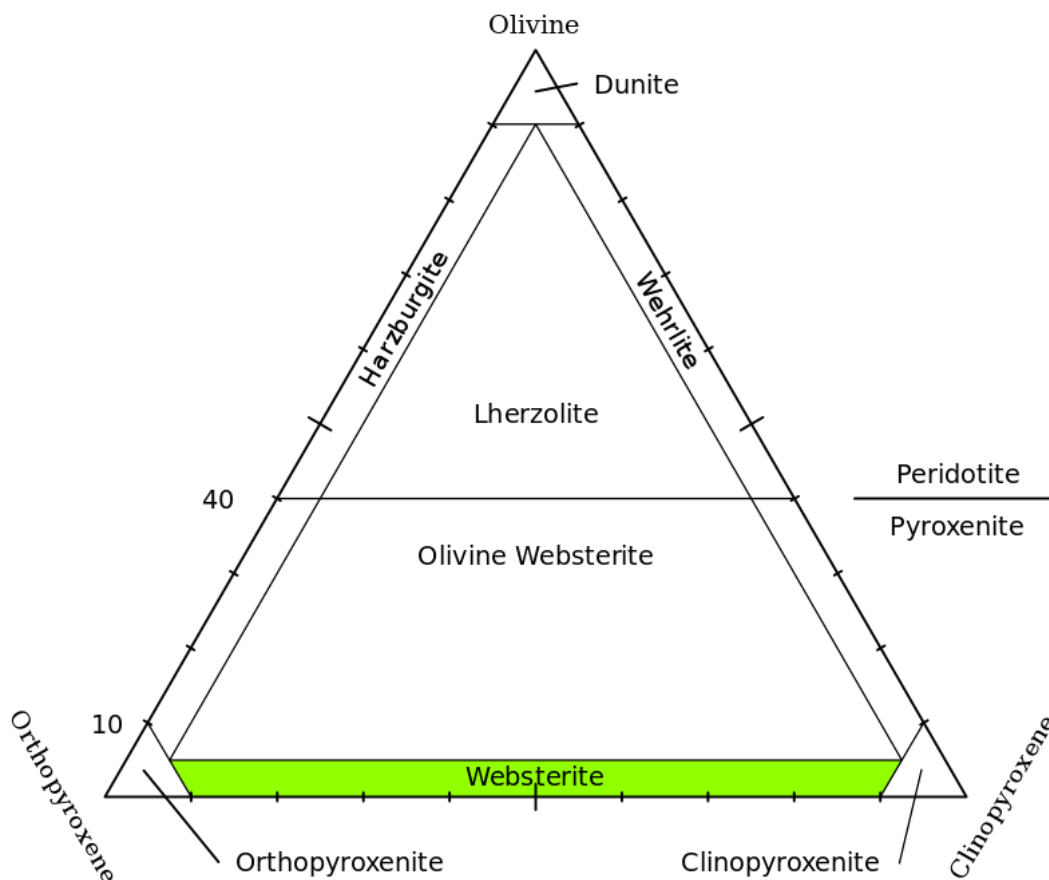 Olivine
Dunite
Harzburgite
Wehrlite
Lherzolite
Peridotite
40
Pyroxenite
Olivine Websterite
10
Orthopyroxene
Clinopyroxene
Websterite
Orthopyroxenite
Clinopyroxenite